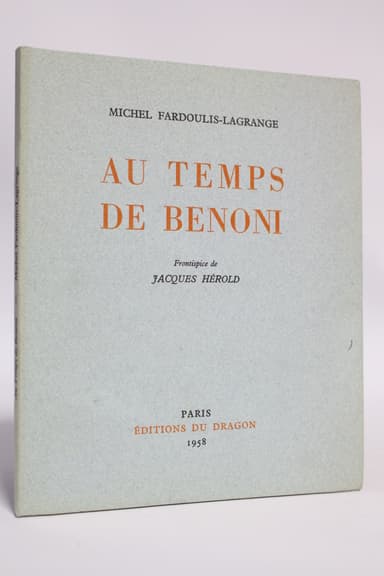 MICHEL FARDOULIS-LAGRANGE
AU TEMPS
DE BENONI
Frontispice de
JACQUES HÉROLD
PARIS
ÉDITIONS DU DRAGON
1958